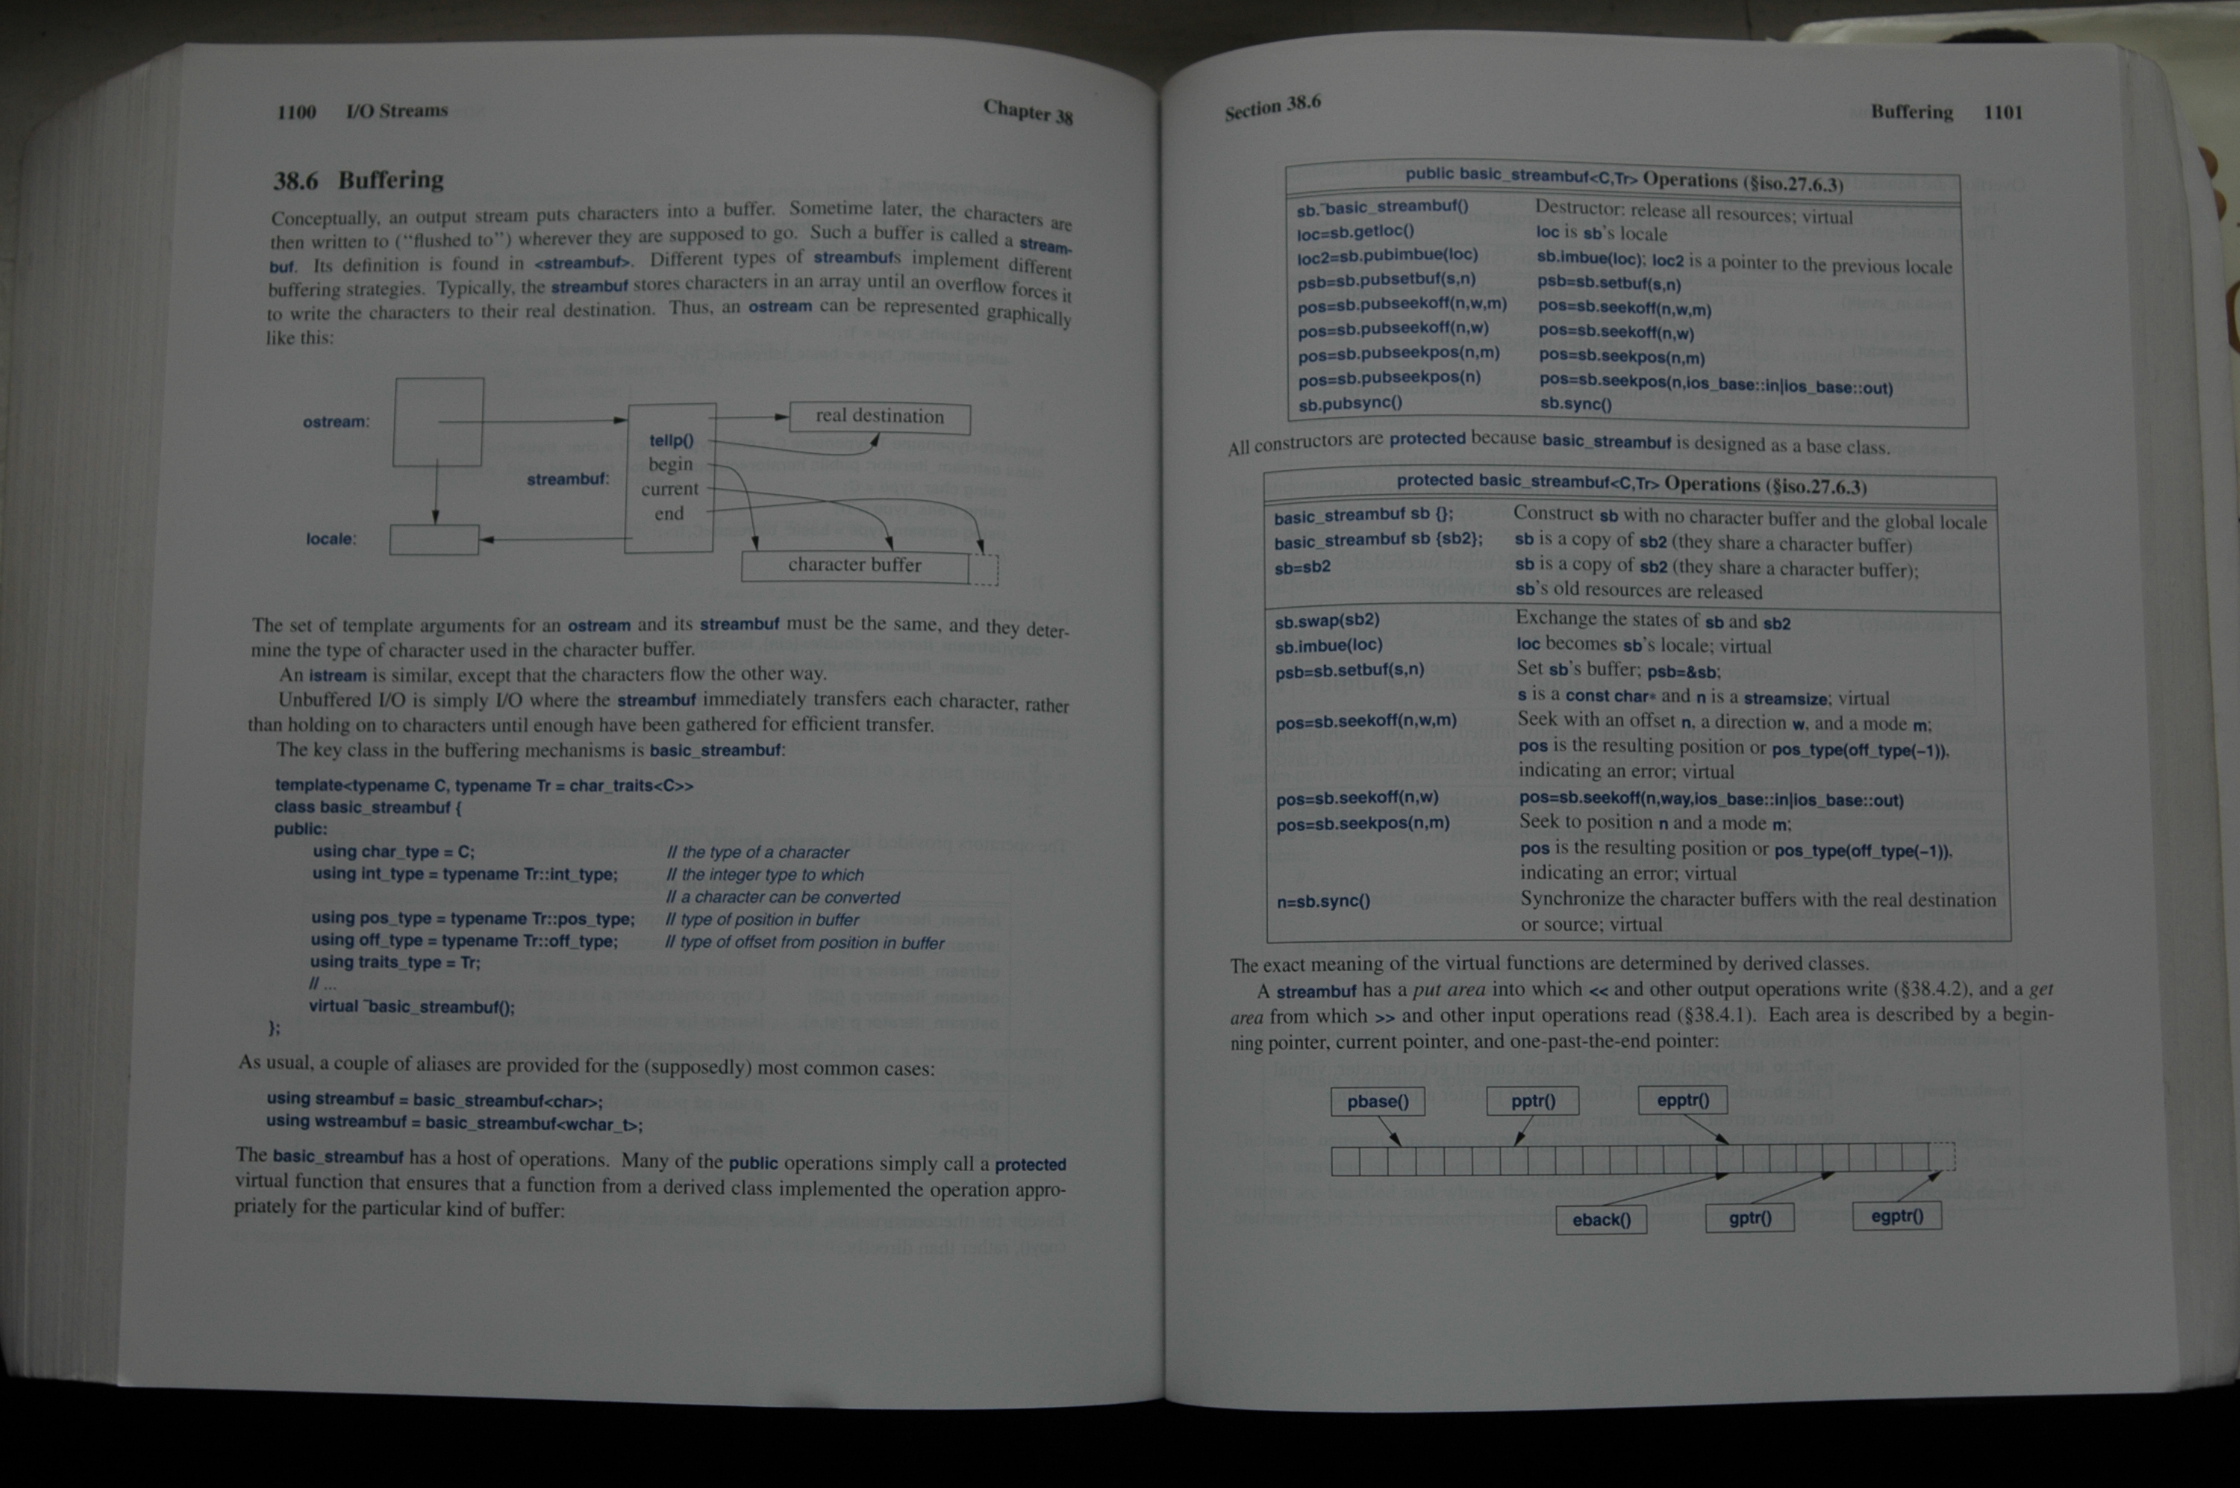 1100 I/O Streams Chapter 38
38.6 Buffering
Conceptually, an output stream puts characters into a buffer. Sometime later, the characters are
then written to (“flushed to”) wherever they are supposed to go. Such a buffer is called a stream-
buf. Its definition is found in <streambuf>. Different types of streambufs implement different
buffering strategies. Typically, the streambuf stores characters in an array until an overflow forces it
to write the characters to their real destination. Thus, an ostream can be represented graphically
like this:
ostream:
real destination
tellp()
begin
streambuf:
current
end
locale:
character buffer
The set of template arguments for an ostream and its streambuf must be the same, and they deter-
mine the type of character used in the character buffer.
An istream is similar, except that the characters flow the other way.
Unbuffered I/O is simply I/O where the streambuf immediately transfers each character, rather
than holding on to characters until enough have been gathered for efficient transfer.
The key class in the buffering mechanisms is basic_streambuf:
template<typename C, typename Tr = char_traits<C>>
class basic_streambuf {
public:
using char_type = C; // the type of a character
using int_type = typename Tr::int_type; // the integer type to which
// a character can be converted
using pos_type = typename Tr::pos_type; // type of position in buffer
using off_type = typename Tr::off_type; // type of offset from position in buffer
using traits_type = Tr;
// ...
virtual ~basic_streambuf();
};
As usual, a couple of aliases are provided for the (supposedly) most common cases:
using streambuf = basic_streambuf<char>;
using wstreambuf = basic_streambuf<wchar_t>;
The basic_streambuf has a host of operations. Many of the public operations simply call a protected
virtual function that ensures that a function from a derived class implemented the operation appro-
priately for the particular kind of buffer:
Section 38.6 Buffering 1101
public basic_streambuf<C,Tr> Operations (§iso.27.6.3)
sb.~basic_streambuf() Destructor: release all resources; virtual
loc=sb.getloc() loc is sb’s locale
loc2=sb.pubimbue(loc) sb.imbue(loc); loc2 is a pointer to the previous locale
psb=sb.pubsetbuf(s,n) psb=sb.setbuf(s,n)
pos=sb.pubseekoff(n,w,m) pos=sb.seekoff(n,w,m)
pos=sb.pubseekoff(n,w) pos=sb.seekoff(n,w)
pos=sb.pubseekpos(n,m) pos=sb.seekpos(n,m)
pos=sb.pubseekpos(n) pos=sb.seekpos(n,ios_base::in|ios_base::out)
sb.pubsync() sb.sync()
All constructors are protected because basic_streambuf is designed as a base class.
protected basic_streambuf<C,Tr> Operations (§iso.27.6.3)
basic_streambuf sb {}; Construct sb with no character buffer and the global locale
basic_streambuf sb {sb2}; sb is a copy of sb2 (they share a character buffer)
sb=sb2 sb is a copy of sb2 (they share a character buffer);
sb’s old resources are released
sb.swap(sb2) Exchange the states of sb and sb2
sb.imbue(loc) loc becomes sb’s locale; virtual
psb=sb.setbuf(s,n) Set sb’s buffer; psb=&sb;
s is a const char* and n is a streamsize; virtual
pos=sb.seekoff(n,w,m) Seek with an offset n, a direction w, and a mode m;
pos is the resulting position or pos_type(off_type(−1)),
indicating an error; virtual
pos=sb.seekoff(n,w) pos=sb.seekoff(n,way,ios_base::in|ios_base::out)
pos=sb.seekpos(n,m) Seek to position n and a mode m;
pos is the resulting position or pos_type(off_type(−1)),
indicating an error; virtual
n=sb.sync() Synchronize the character buffers with the real destination
or source; virtual
The exact meaning of the virtual functions are determined by derived classes.
A streambuf has a put area into which << and other output operations write (§38.4.2), and a get
area from which >> and other input operations read (§38.4.1). Each area is described by a begin-
ning pointer, current pointer, and one-past-the-end pointer:
pbase() pptr() epptr()
eback() gptr() egptr()